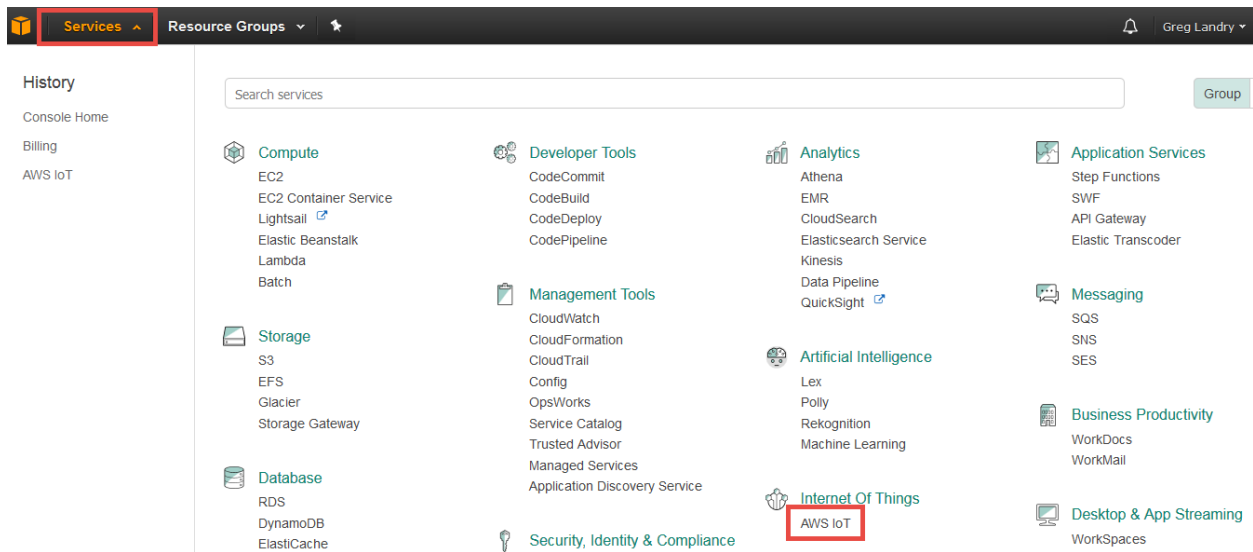 Services
Resource Groups
Greg Landry
History
Console Home
Billing
AWS IoT
Search services
Group
Compute
EC2
EC2 Container Service
Lightsail
Elastic Beanstalk
Lambda
Batch
Storage
S3
EFS
Glacier
Storage Gateway
Database
RDS
DynamoDB
ElastiCache
Developer Tools
CodeCommit
CodeBuild
CodeDeploy
CodePipeline
Management Tools
CloudWatch
CloudFormation
CloudTrail
Config
OpsWorks
Service Catalog
Trusted Advisor
Managed Services
Application Discovery Service
Security, Identity & Compliance
Analytics
Athena
EMR
CloudSearch
Elasticsearch Service
Kinesis
Data Pipeline
QuickSight
Artificial Intelligence
Lex
Polly
Rekognition
Machine Learning
Internet Of Things
AWS IoT
Application Services
Step Functions
SWF
API Gateway
Elastic Transcoder
Messaging
SQS
SNS
SES
Business Productivity
WorkDocs
WorkMail
Desktop & App Streaming
WorkSpaces